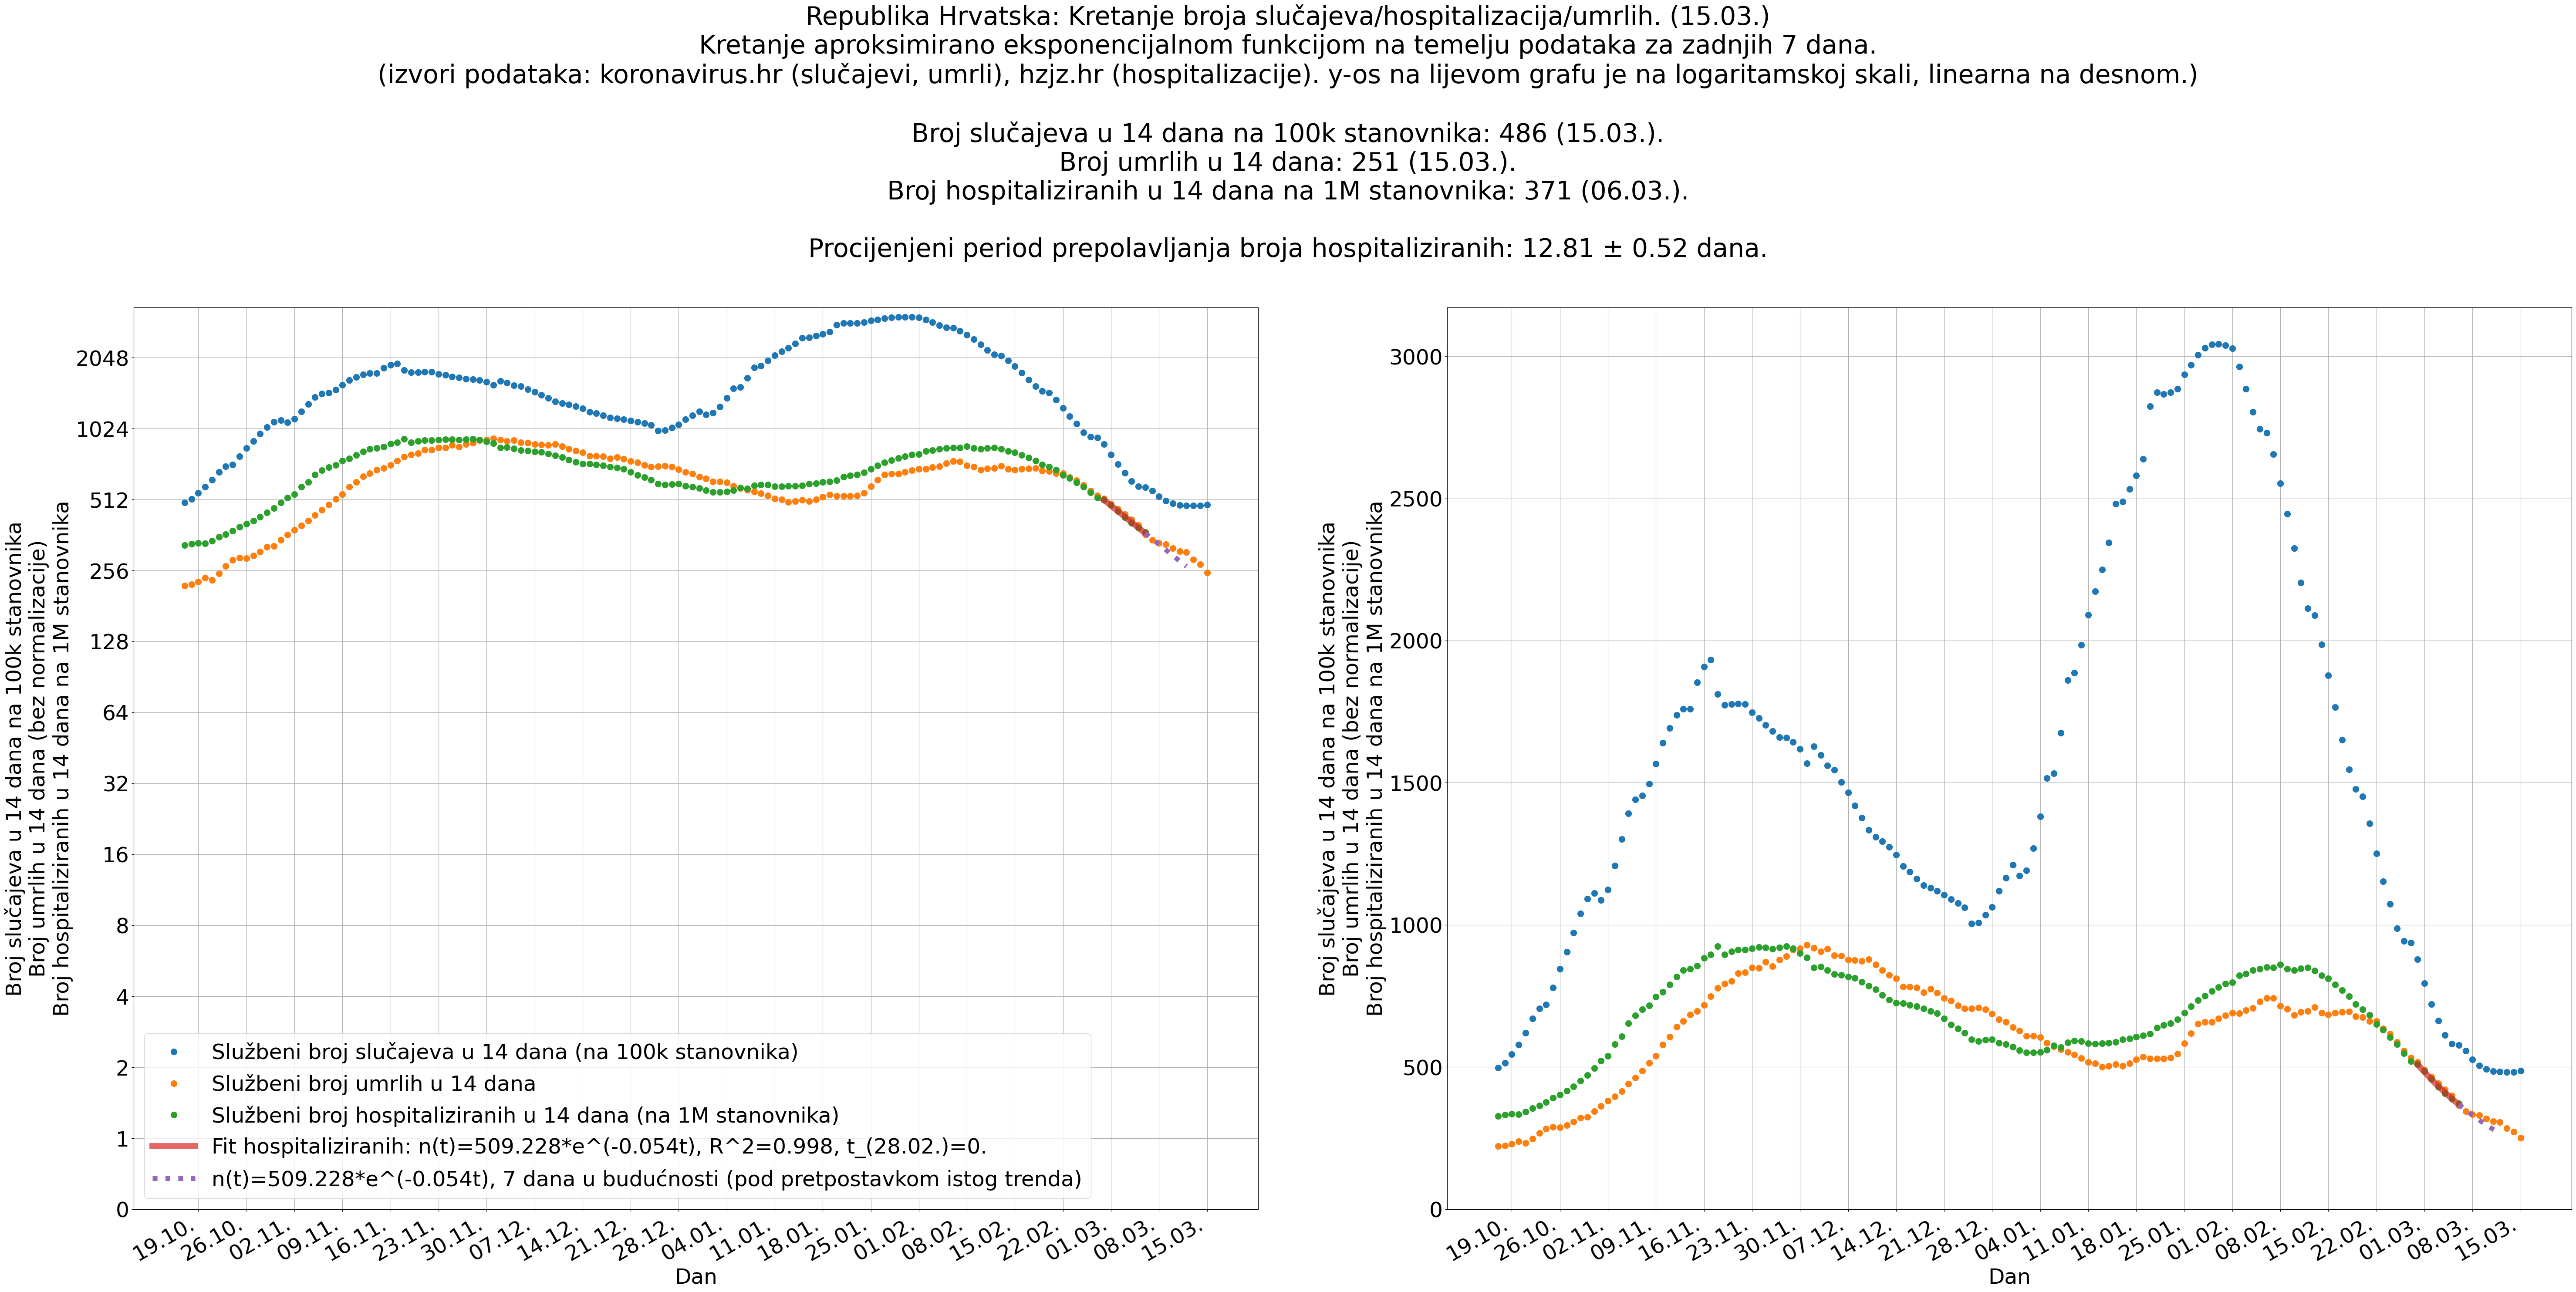 Republika Hrvatska: Kretanje broja slučajeva/hospitalizacija/umrlih. (15.03.)
Kretanje aproksimirano eksponencijalnom funkcijom na temelju podataka za zadnjih 7 dana.
(izvori podataka: koronavirus.hr (slučajevi, umrli), hzjz.hr (hospitalizacije). y-os na lijevom grafu je na logaritamskoj skali, linearna na desnom.)
Broj slučajeva u 14 dana na 100k stanovnika: 486 (15.03.).
Broj umrlih u 14 dana: 251 (15.03.).
Broj hospitaliziranih u 14 dana na 1M stanovnika: 371 (06.03.).
Procijenjeni period prepolavljanja broja hospitaliziranih: 12.81 ± 0.52 dana.
Broj slučajeva u 14 dana na 100k stanovnika
Broj umrlih u 14 dana (bez normalizacije)
Broj hospitaliziranih u 14 dana na 1M stanovnika
2048
1024
512
256
128
64
32
16
8
4
2
1
0
Službeni broj slučajeva u 14 dana (na 100k stanovnika)
Službeni broj umrlih u 14 dana
Službeni broj hospitaliziranih u 14 dana (na 1M stanovnika)
Fit hospitaliziranih: n(t)=509.228*e^(-0.054t), R^2=0.998, t_(28.02.)=0.
n(t)=509.228*e^(-0.054t), 7 dana u budućnosti (pod pretpostavkom istog trenda)
19.10. 26.10. 02.11. 09.11. 16.11. 23.11. 30.11. 07.12. 14.12. 21.12. 28.12. 04.01. 11.01. 18.01. 25.01. 01.02. 08.02. 15.02. 22.02. 01.03. 08.03. 15.03.
Dan
Broj slučajeva u 14 dana na 100k stanovnika
Broj umrlih u 14 dana (bez normalizacije)
Broj hospitaliziranih u 14 dana na 1M stanovnika
3000
2500
2000
1500
1000
500
0
19.10. 26.10. 02.11. 09.11. 16.11. 23.11. 30.11. 07.12. 14.12. 21.12. 28.12. 04.01. 11.01. 18.01. 25.01. 01.02. 08.02. 15.02. 22.02. 01.03. 08.03. 15.03.
Dan